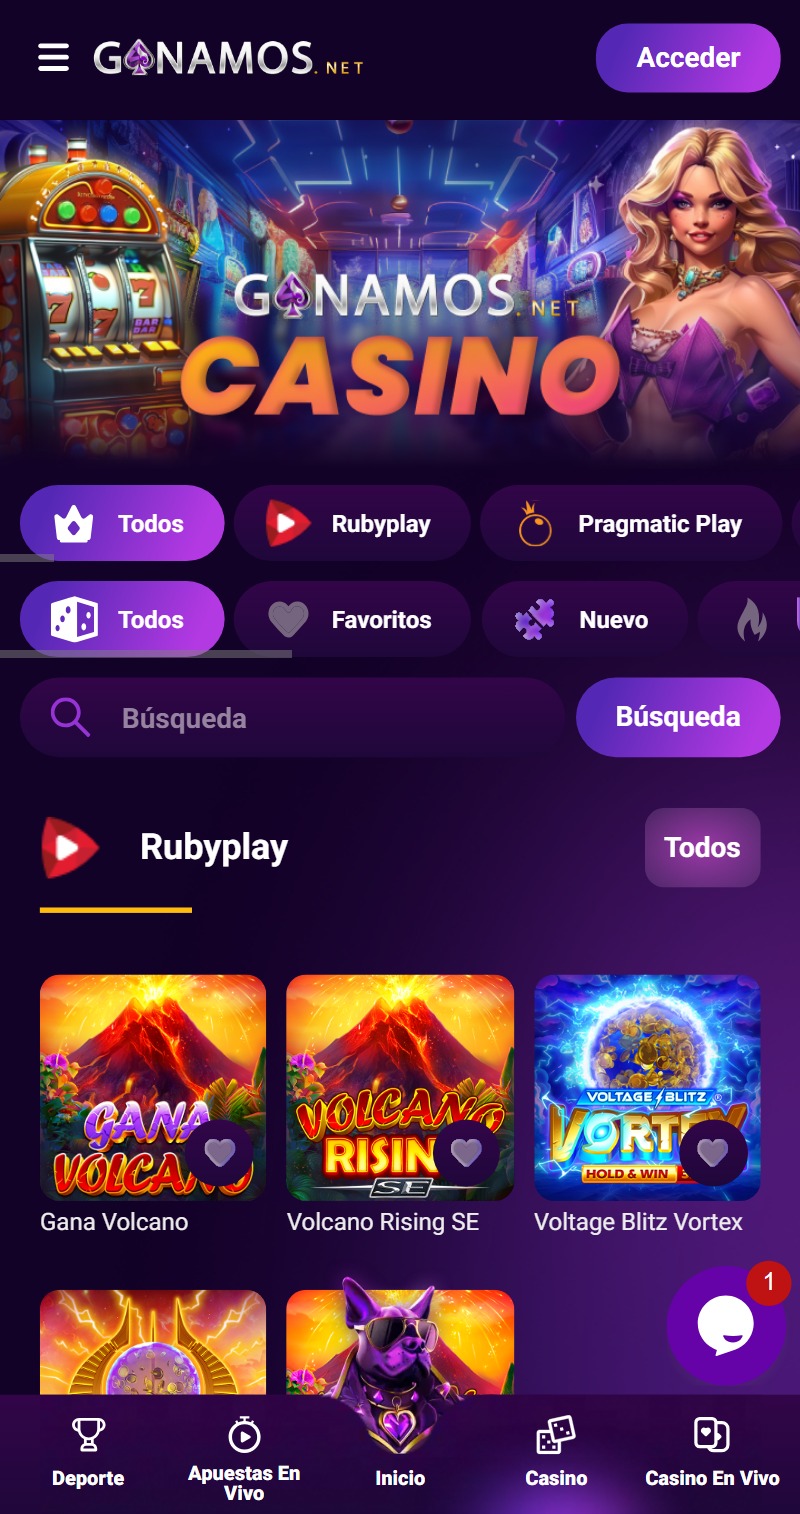 GANAMOS.NET
Acceder
GANAMOS.NET
CASINO
Todos
Rubyplay
Pragmatic Play
Todos
Favoritos
Nuevo
Búsqueda
Búsqueda
Rubyplay
Todos
GANA
VOLCANO
VOLCANO
RISING
SE
VOLTAGE BLITZ®
VORTEX
HOLD & WIN
Gana Volcano
Volcano Rising SE
Voltage Blitz Vortex
1
Deporte
Apuestas En
Vivo
Inicio
Casino
Casino En Vivo